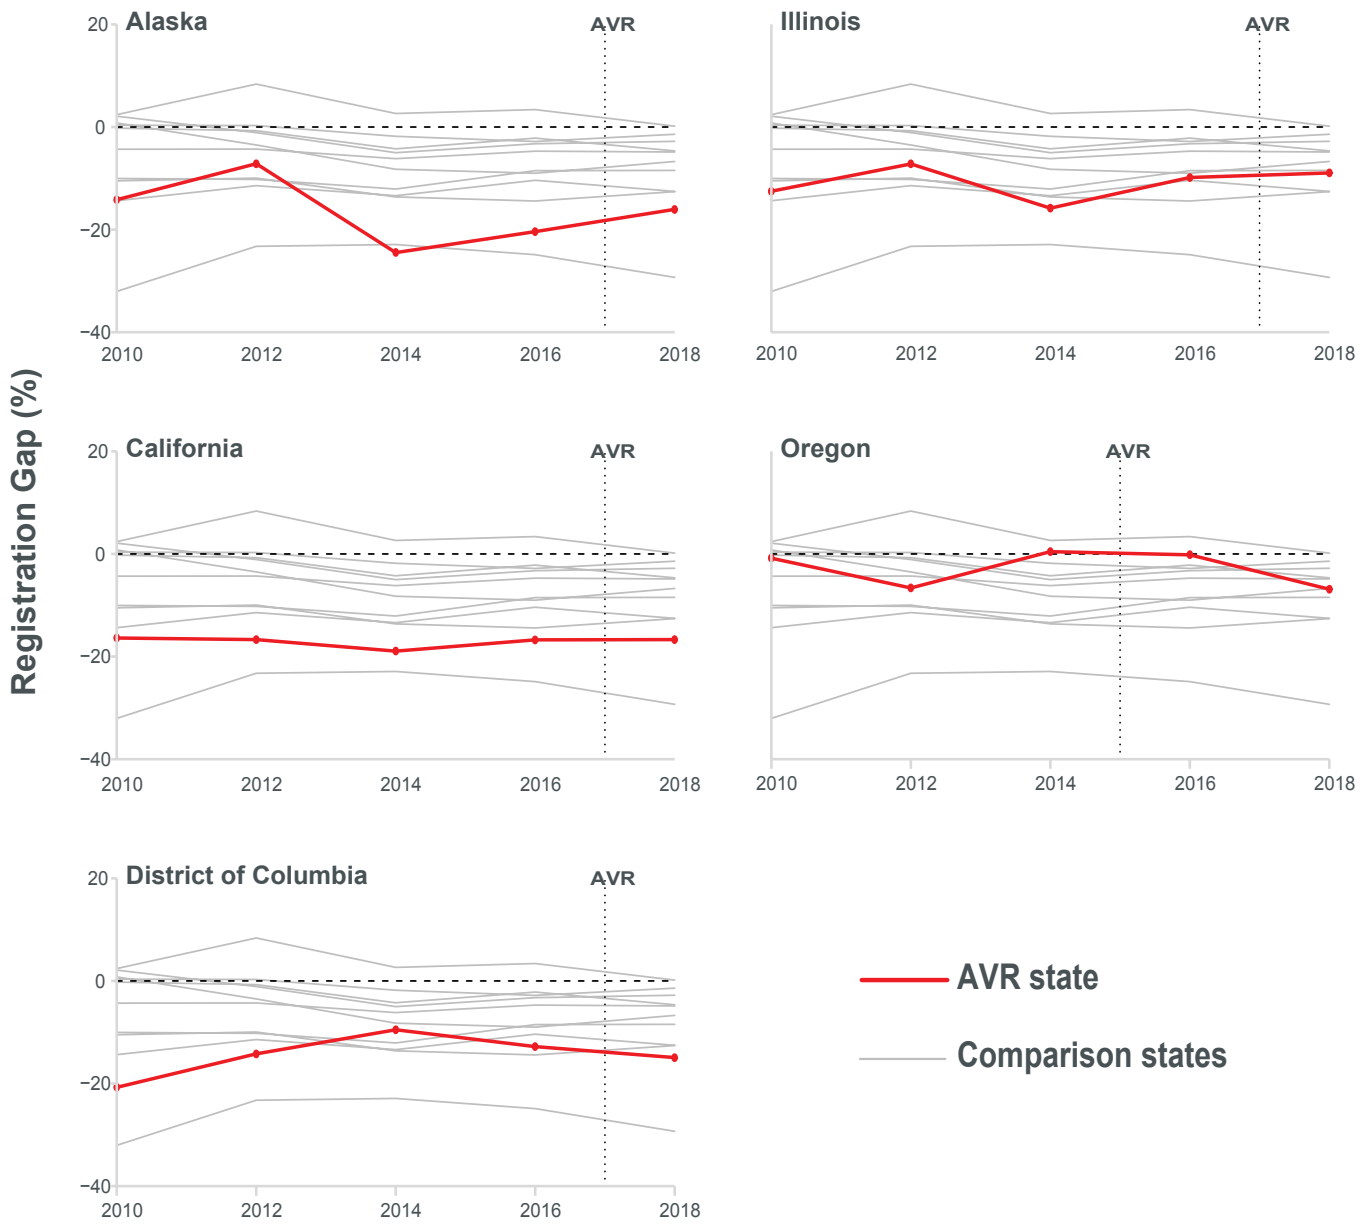 Registration Gap (%)
Alaska
AVR
20
0
−20
−40
2010 2012 2014 2016 2018
Illinois
AVR
2010 2012 2014 2016 2018
California
AVR
20
0
−20
−40
2010 2012 2014 2016 2018
Oregon
AVR
2010 2012 2014 2016 2018
District of Columbia
AVR
20
0
−20
−40
2010 2012 2014 2016 2018
AVR state
Comparison states